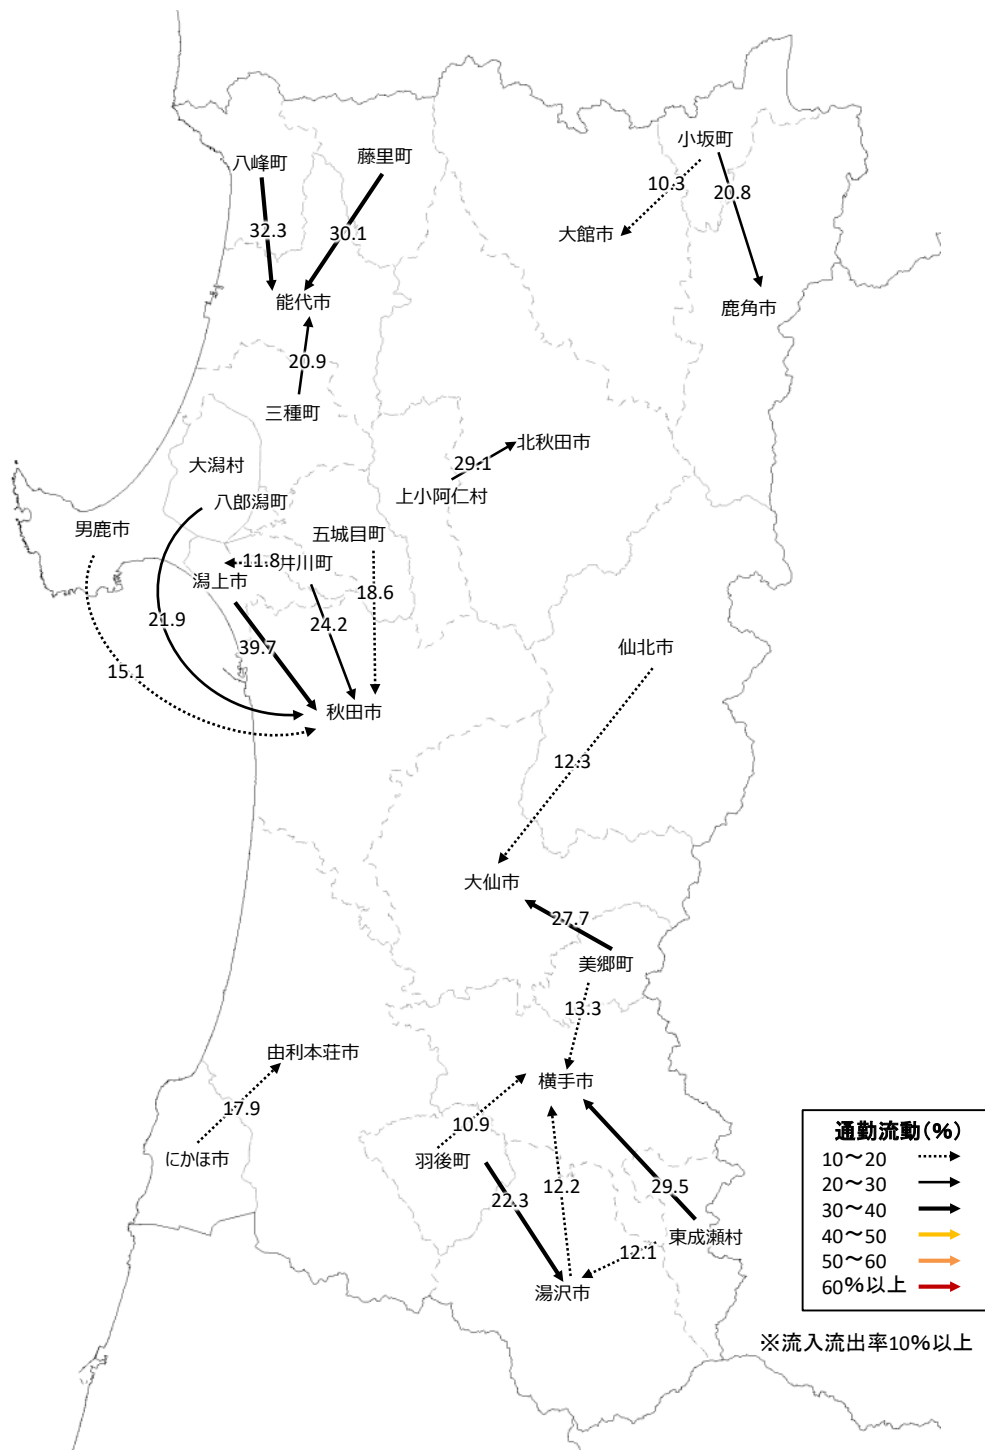 小坂町
藤里町
八峰町
10.3
20.8
32.3
30.1
大館市
能代市
鹿角市
20.9
三種町
北秋田市
29.1
大潟村
上小阿仁村
八郎潟町
男鹿市
五城目町
11.8
井川町
潟上市
18.6
21.9
24.2
39.7
仙北市
15.1
秋田市
12.3
大仙市
27.7
美郷町
13.3
由利本荘市
横手市
17.9
10.9
にかほ市
羽後町
12.2
29.5
22.3
東成瀬村
12.1
湯沢市
通勤流動(%)
10～20
20～30
30～40
40～50
50～60
60%以上
※流入流出率10%以上